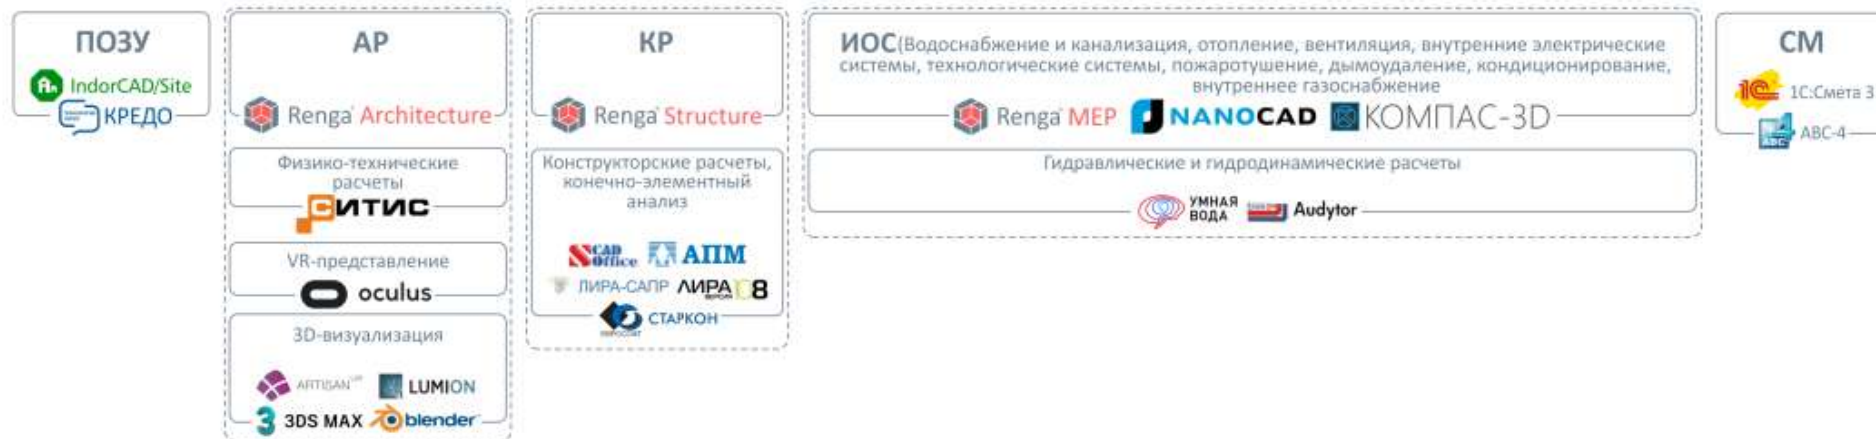 ПОЗУ
IndorCAD/Site
КРЕДО
АР
Renga Architecture
Физико-технические
расчеты
СИТИС
VR-представление
oculus
3D-визуализация
ARTISAN
LUMION
3DS MAX
blender
КР
Renga Structure
Конструкторские расчеты,
конечно-элементный
анализ
SCAD
Office
АПМ
ЛИРА-САПР
ЛИРА
ВЕРСИЯ
СТАРКОН
ИОС(Водоснабжение и канализация, отопление, вентиляция, внутренние электрические
системы, технологические системы, пожаротушение, дымоудаление, кондиционирование,
внутреннее газоснабжение
Renga MEP
NANOCAD
КОМПАС-3D
Гидравлические и гидродинамические расчеты
УМНАЯ
ВОДА
Audytor
СМ
1С
1С:Смета 3
АВС-4